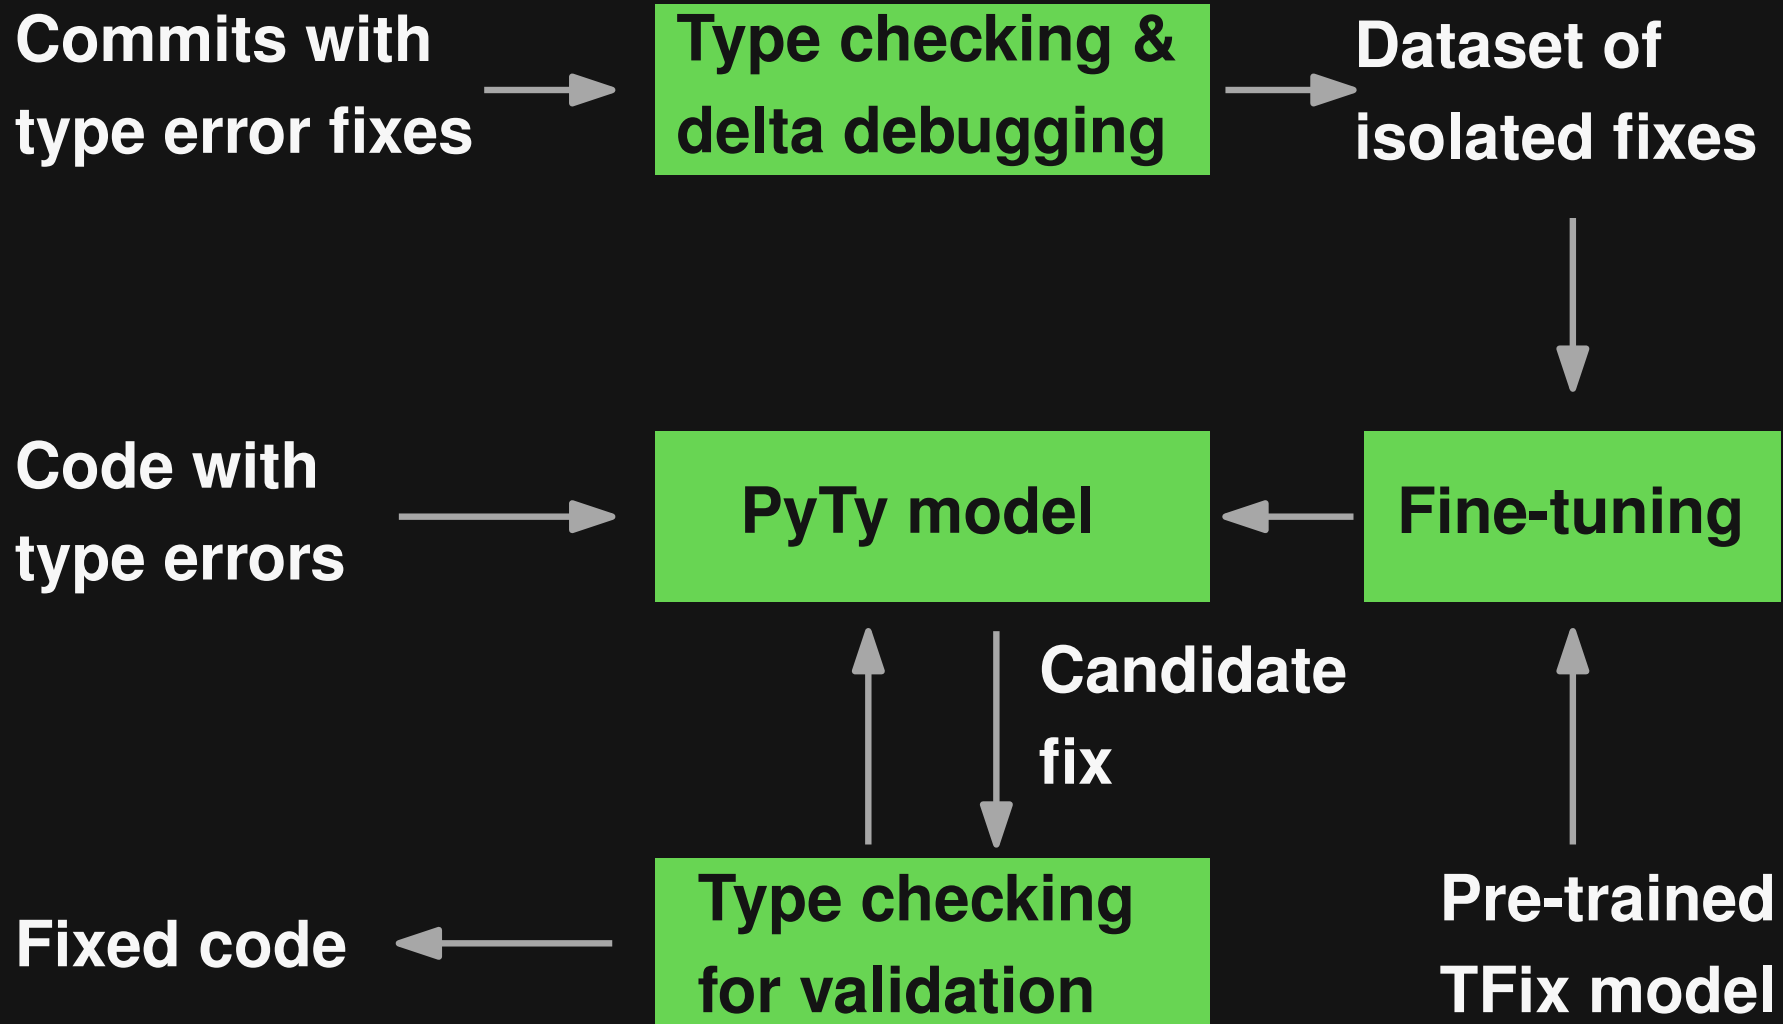 Commits with
type error fixes
Type checking &
delta debugging
Dataset of
isolated fixes
Code with
type errors
PyTy model
Fine-tuning
Candidate
fix
Fixed code
Type checking
for validation
Pre-trained
TFix model